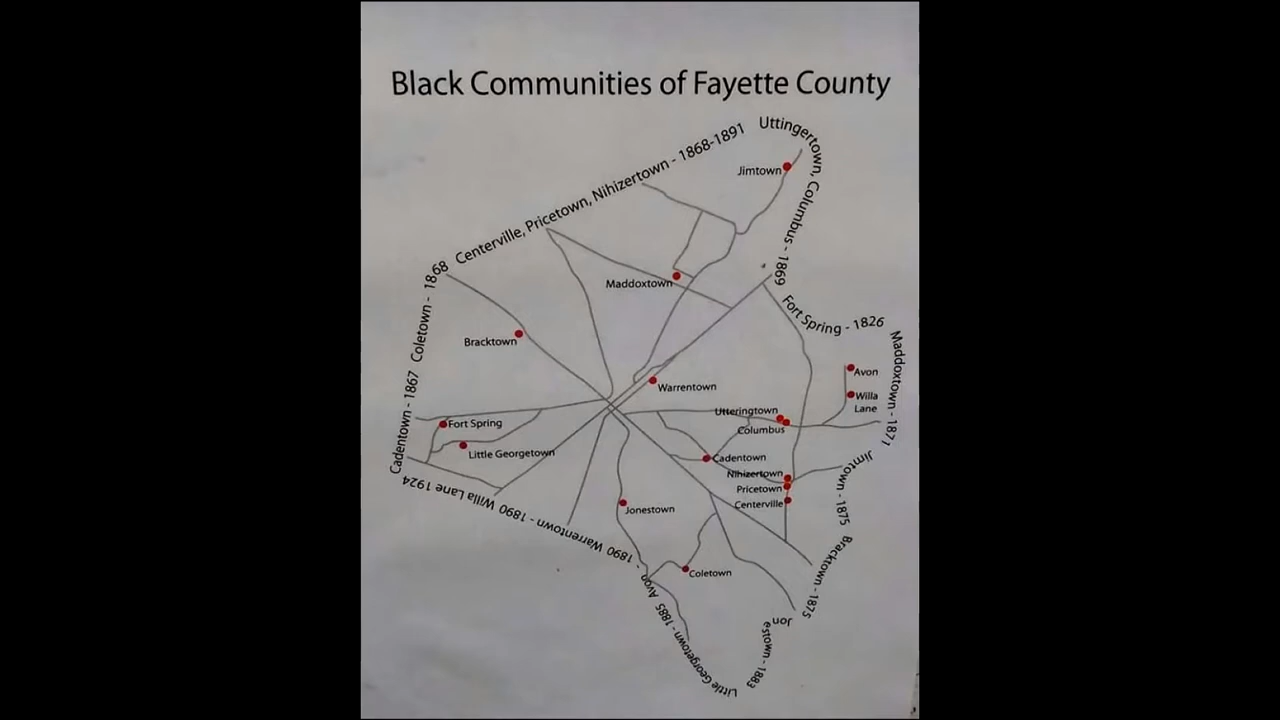 Black Communities of Fayette County
Centerville, Pricetown, Nihizertown - 1868-1891
Uttingertown, Columbus - 1869
Fort Spring - 1826
Maddoxtown - 1871
Jimtown - 1875
Bracktown - 1875
Jonestown - 1883
Little Georgetown - 1885
Avon - 1890
Warrentown - 1890
Willa Lane 1924
Cadentown - 1867
Coletown - 1868
Jimtown
Maddoxtown
Bracktown
Avon
Warrentown
Willa
Lane
Utteringtown
Fort Spring
Columbus
Little Georgetown
Cadentown
Nihizertown
Pricetown
Centerville
Jonestown
Coletown